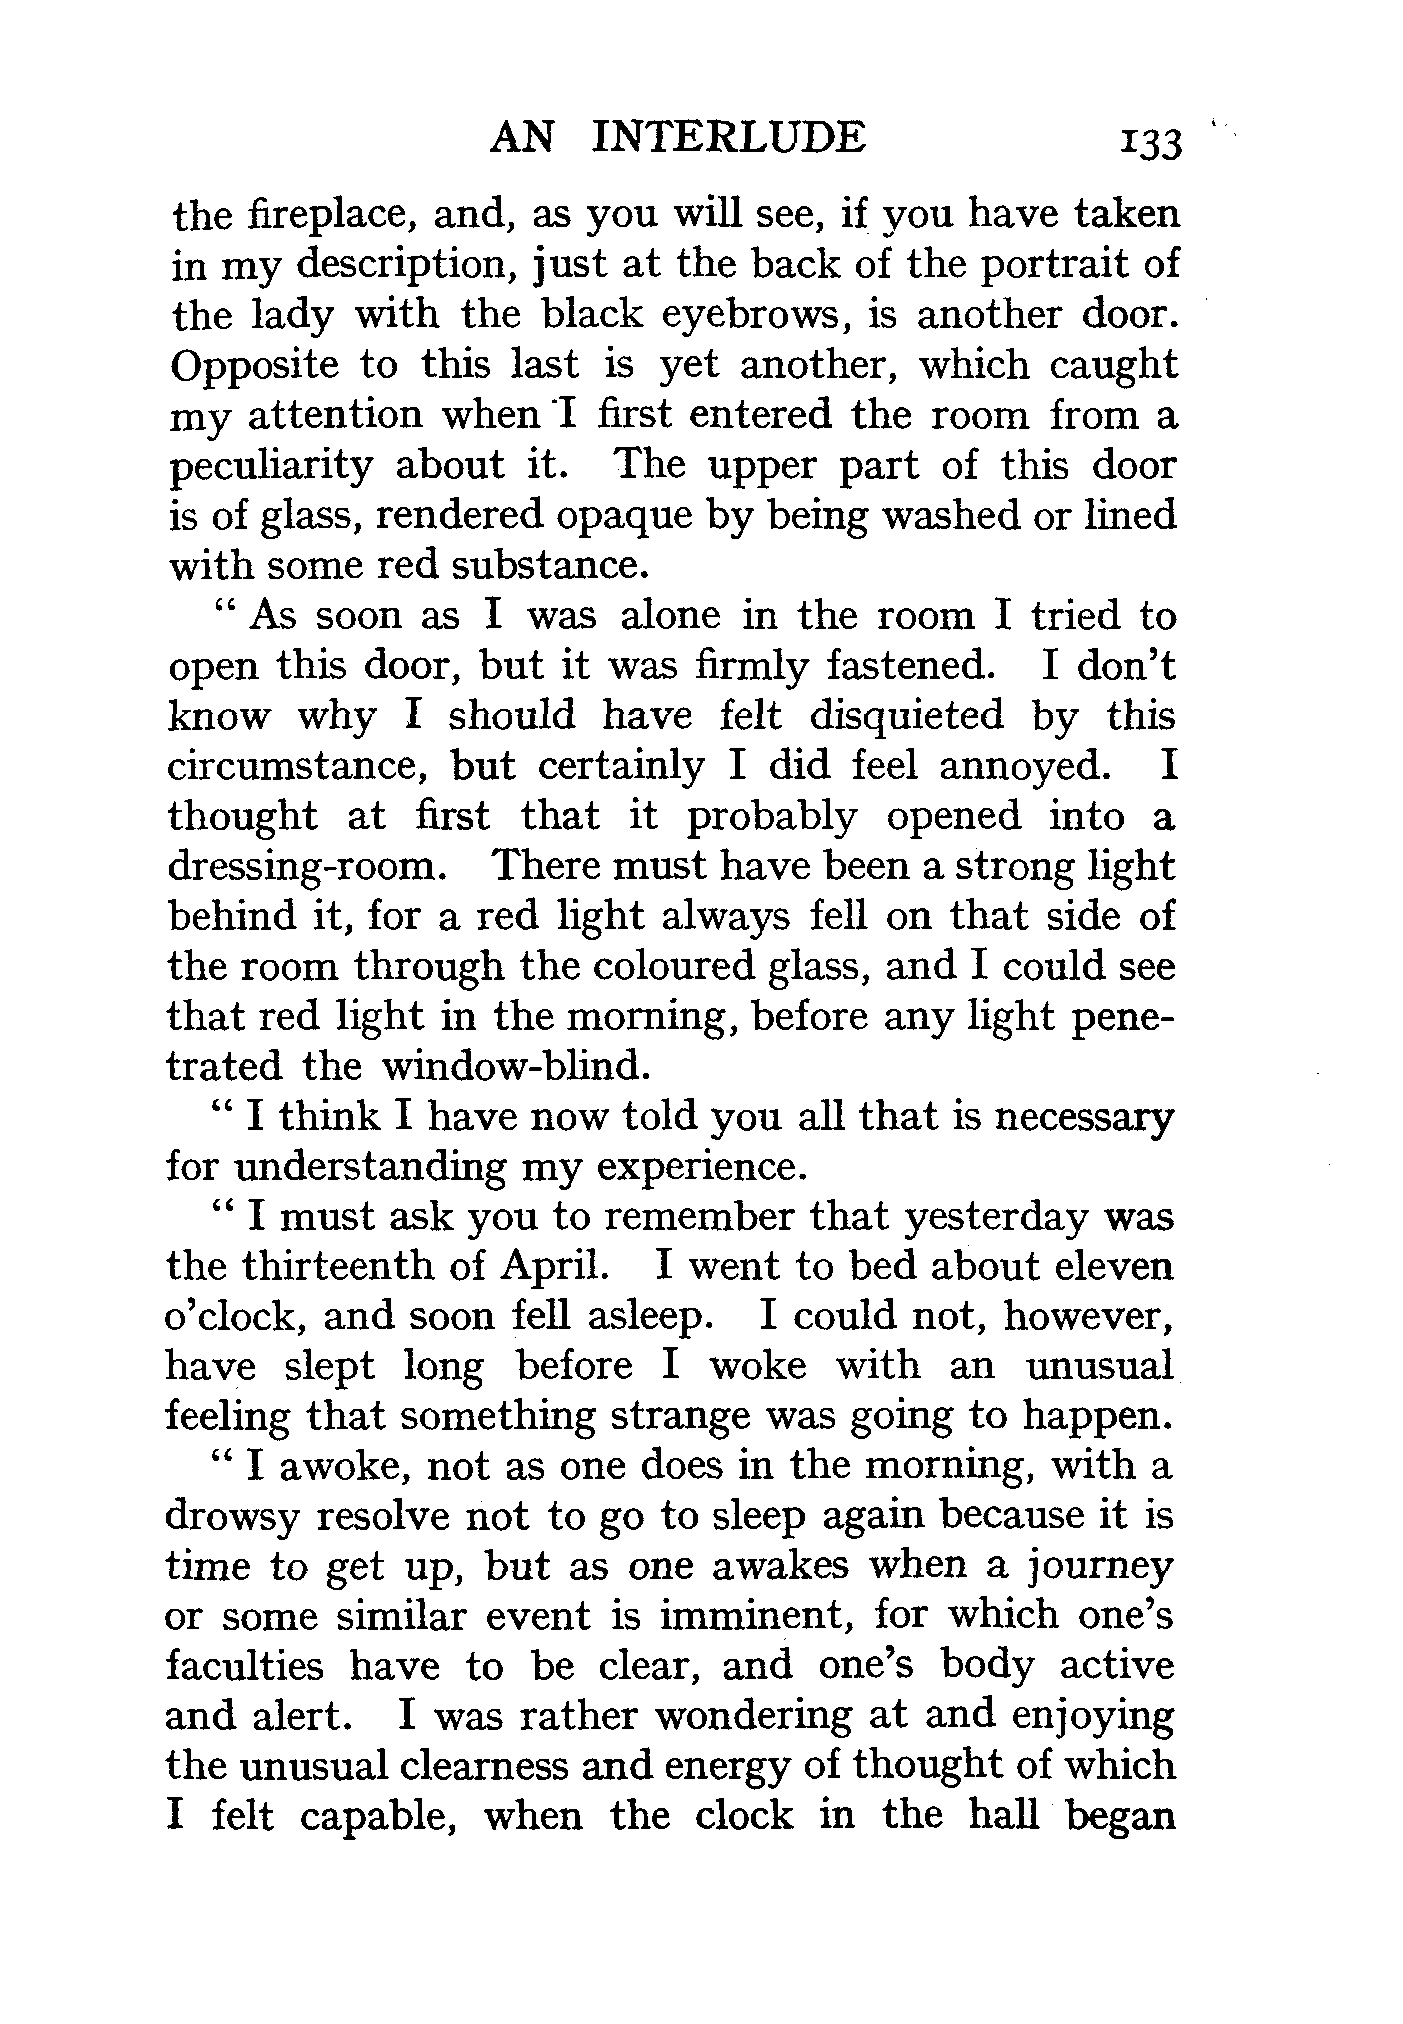 AN INTERLUDE 133
the fireplace, and, as you will see, if you have taken
in my description, just at the back of the portrait of
the lady with the black eyebrows, is another door.
Opposite to this last is yet another, which caught
my attention when I first entered the room from a
peculiarity about it. The upper part of this door
is of glass, rendered opaque by being washed or lined
with some red substance.
“ As soon as I was alone in the room I tried to
open this door, but it was firmly fastened. I don’t
know why I should have felt disquieted by this
circumstance, but certainly I did feel annoyed. I
thought at first that it probably opened into a
dressing-room. There must have been a strong light
behind it, for a red light always fell on that side of
the room through the coloured glass, and I could see
that red light in the morning, before any light pene-
trated the window-blind.
“ I think I have now told you all that is necessary
for understanding my experience.
“ I must ask you to remember that yesterday was
the thirteenth of April. I went to bed about eleven
o’clock, and soon fell asleep. I could not, however,
have slept long before I woke with an unusual
feeling that something strange was going to happen.
“ I awoke, not as one does in the morning, with a
drowsy resolve not to go to sleep again because it is
time to get up, but as one awakes when a journey
or some similar event is imminent, for which one’s
faculties have to be clear, and one’s body active
and alert. I was rather wondering at and enjoying
the unusual clearness and energy of thought of which
I felt capable, when the clock in the hall began